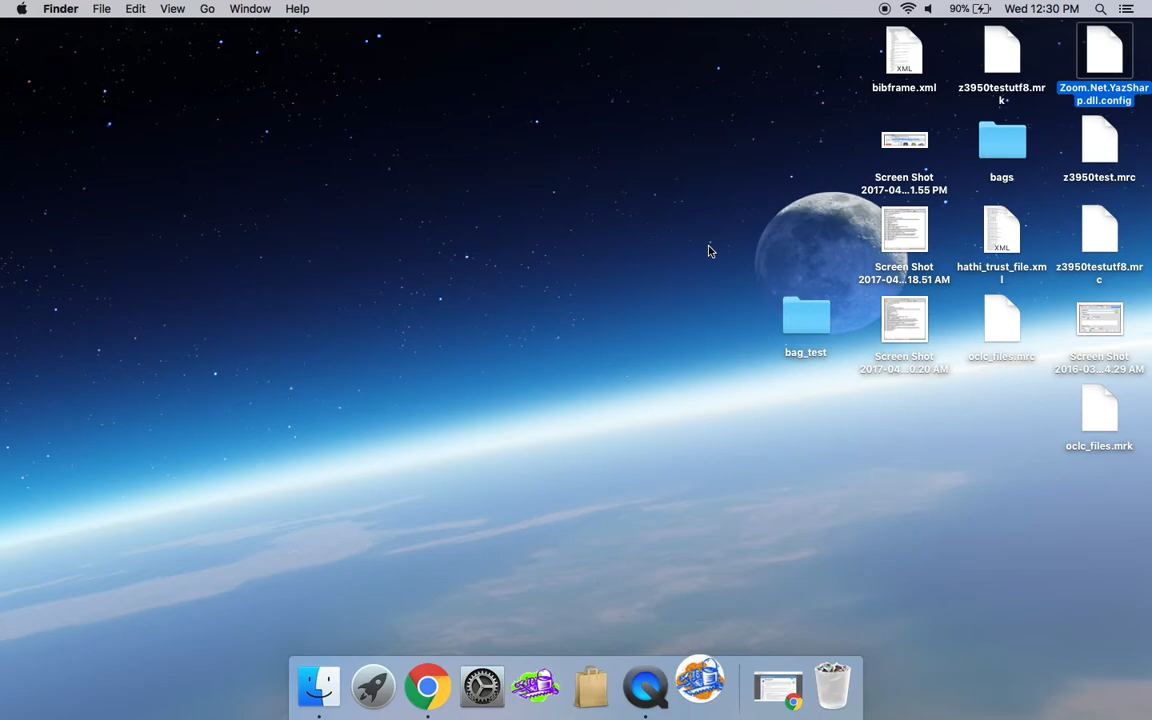 Finder File Edit View Go Window Help 90% Wed 12:30 PM
XML
bibframe.xml
z3950testutf8.mr
k
Zoom.Net.YazShar
p.dll.config
Screen Shot
2017-04...1.55 PM
bags
z3950test.mrc
Screen Shot
2017-04...18.51 AM
XML
hathi_trust_file.xm
l
z3950testutf8.mr
c
bag_test
Screen Shot
2017-04...0.20 AM
oclc_files.mrc
Screen Shot
2016-03...4.29 AM
oclc_files.mrk